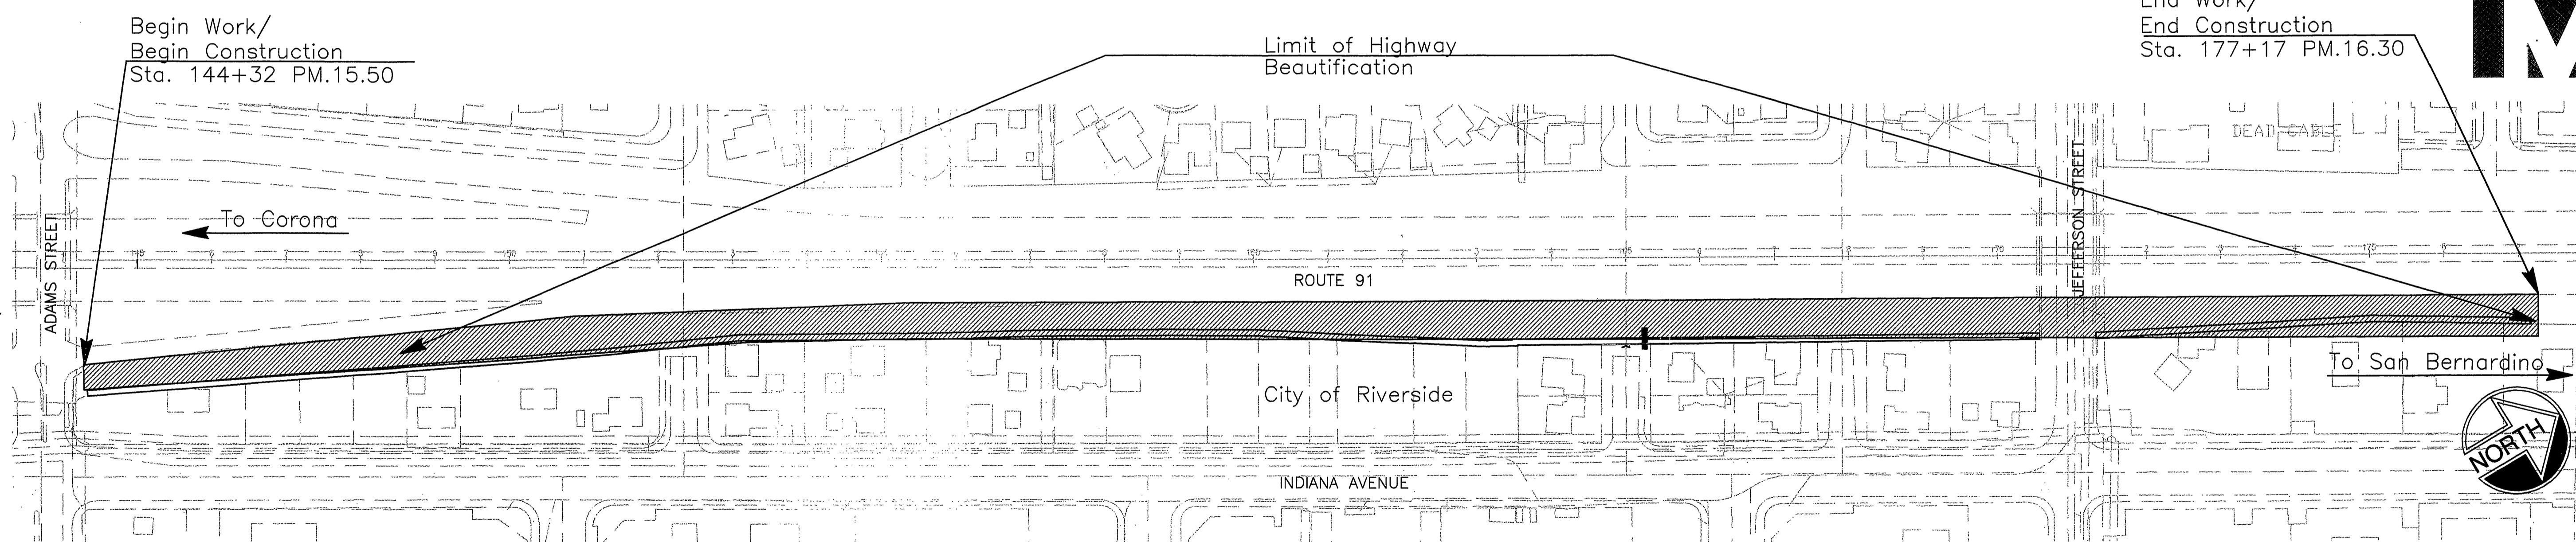 Begin Work/
Begin Construction
Sta. 144+32 PM.15.50
Limit of Highway
Beautification
End Work/
End Construction
Sta. 177+17 PM.16.30
DEAD CABLE
To Corona
ADAMS STREET
JEFFERSON STREET
ROUTE 91
City of Riverside
To San Bernardino
NORTH
INDIANA AVENUE